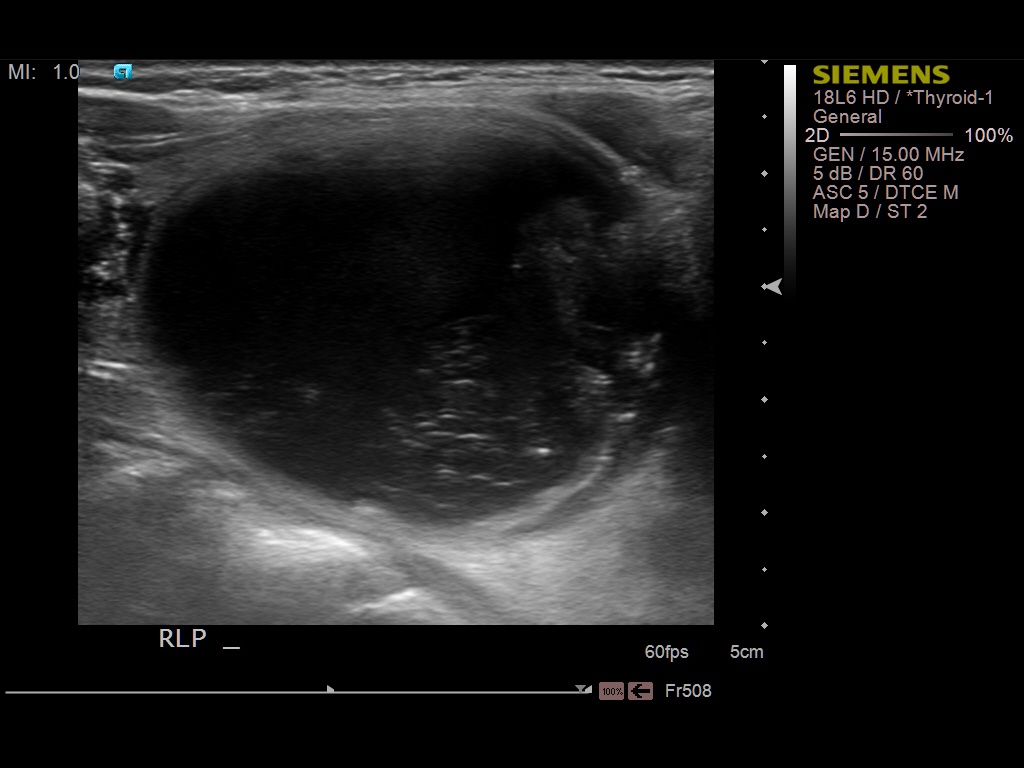 MI: 1.0
SIEMENS
18L6 HD / *Thyroid-1
General
2D 100%
GEN / 15.00 MHz
5 dB / DR 60
ASC 5 / DTCE M
Map D / ST 2
RLP _
60fps 5cm
100% Fr508